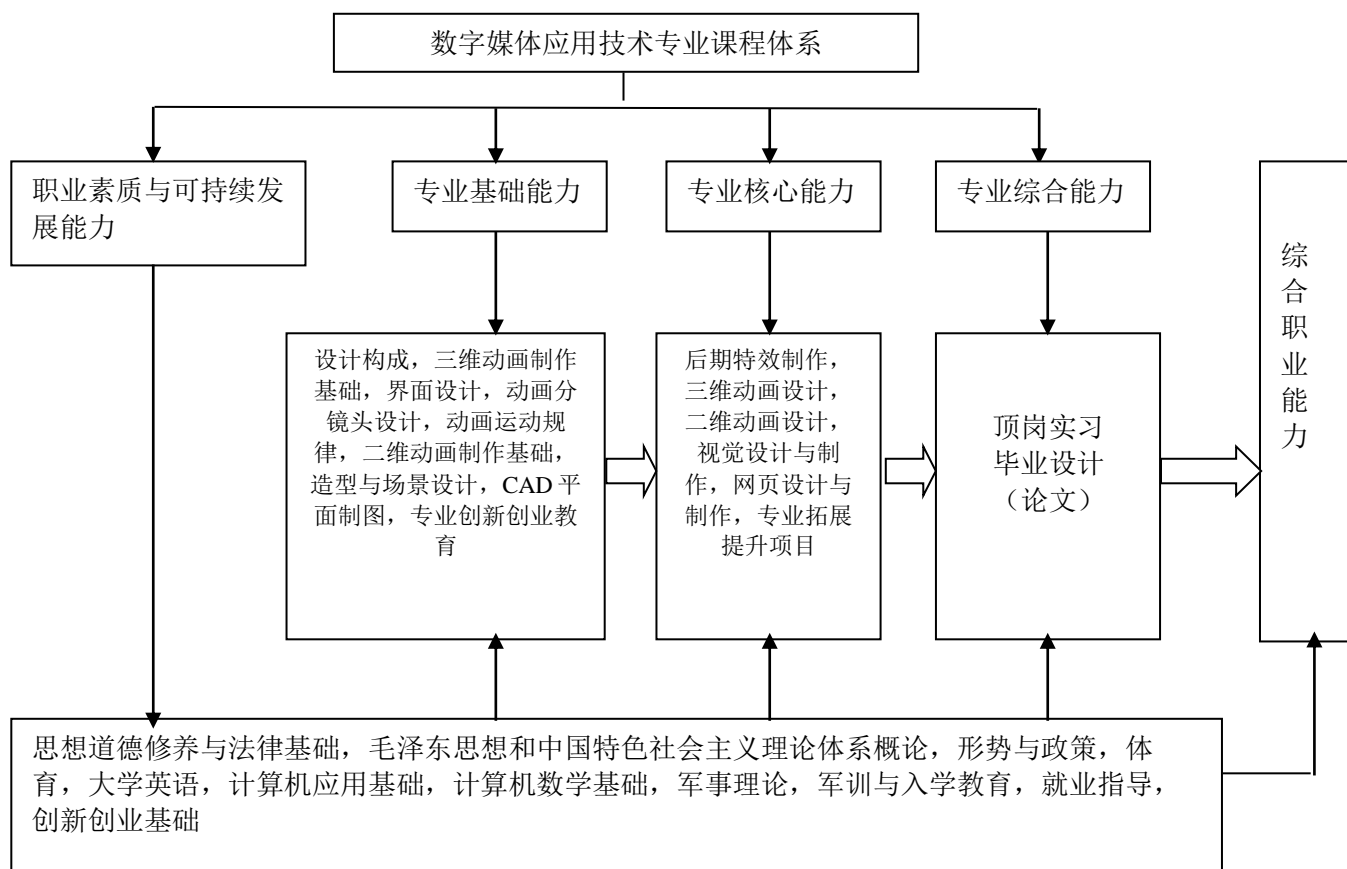 数字媒体应用技术专业课程体系
职业素质与可持续发
展能力
专业基础能力
专业核心能力
专业综合能力
综
合
职
业
能
力
设计构成，三维动画制作
基础，界面设计，动画分
镜头设计，动画运动规
律，二维动画制作基础，
造型与场景设计，CAD 平
面制图，专业创新创业教
育
后期特效制作，
三维动画设计，
二维动画设计，
视觉设计与制
作，网页设计与
制作，专业拓展
提升项目
顶岗实习
毕业设计
（论文）
思想道德修养与法律基础，毛泽东思想和中国特色社会主义理论体系概论，形势与政策，体
育，大学英语，计算机应用基础，计算机数学基础，军事理论，军训与入学教育，就业指导，
创新创业基础